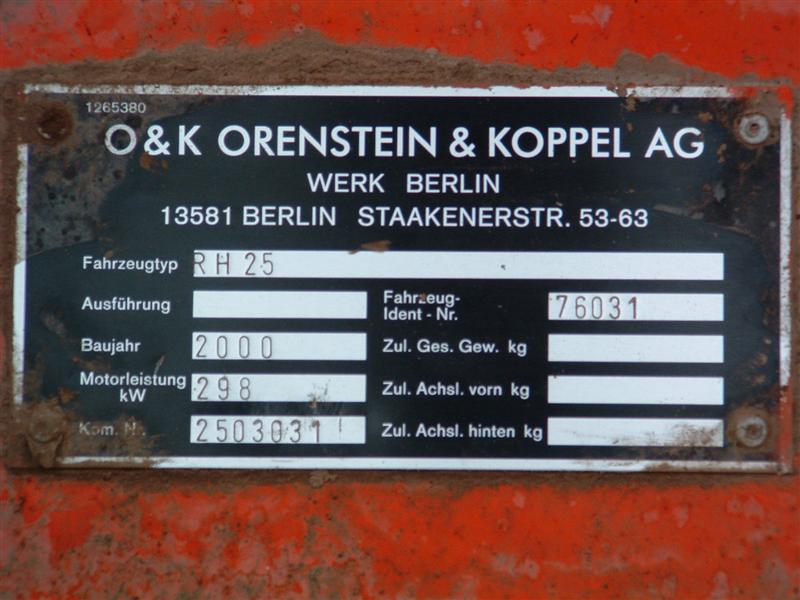 1265380
O&K ORENSTEIN & KOPPEL AG
WERK BERLIN
13581 BERLIN STAAKENERSTR. 53-63
Fahrzeugtyp RH 25
Ausführung
Fahrzeug-
Ident - Nr. 76031
Baujahr 2000 Zul. Ges. Gew. kg
Motorleistung
kW 298 Zul. Achsl. vorn kg
Kom. Nr. 2503031 Zul. Achsl. hinten kg